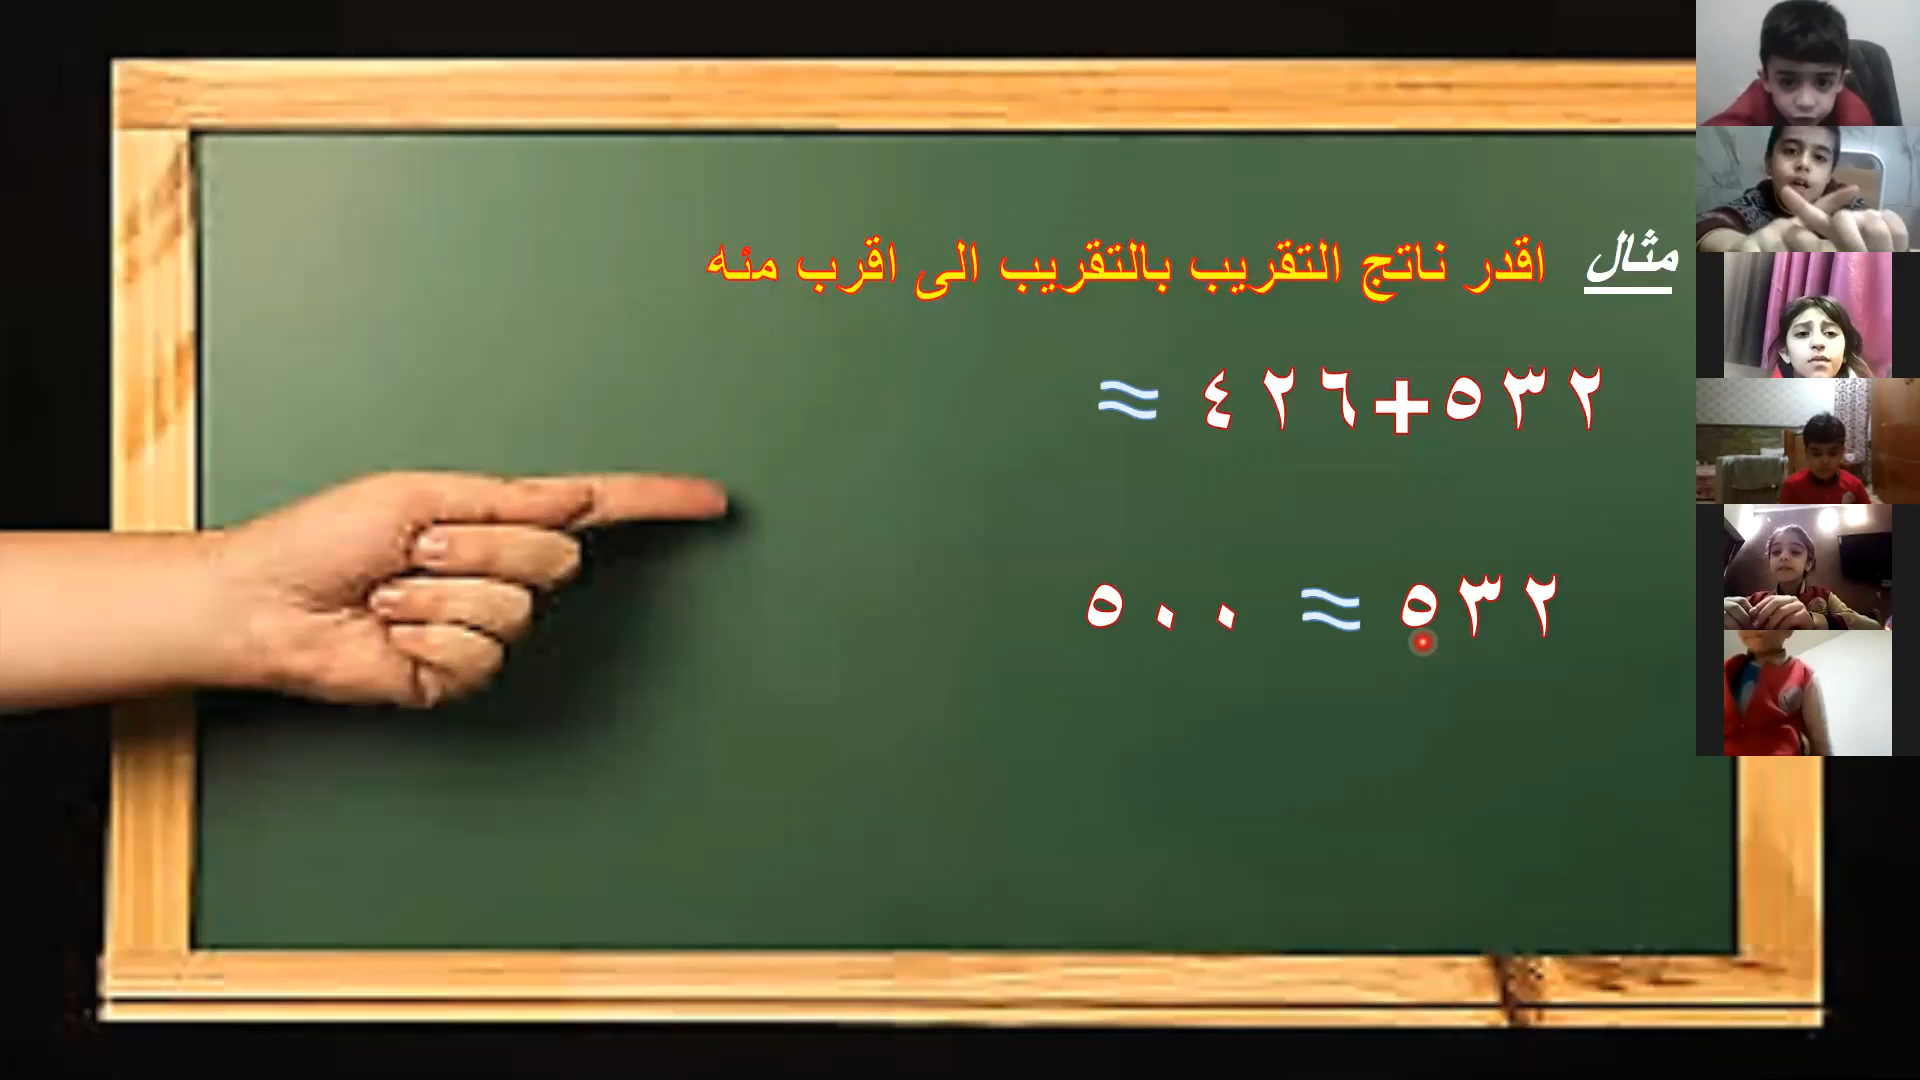 مثال اقدر ناتج التقريب بالتقريب الى اقرب مئه
٥٣٢+٤٢٦ ≈
٥٣٢ ≈ ٥٠٠